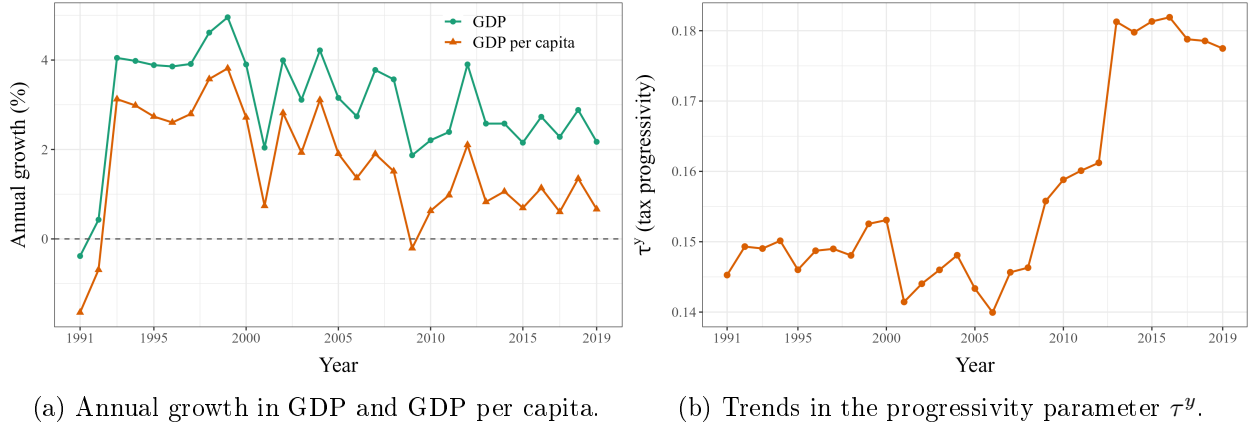 Annual growth (%)
4
2
0
GDP
GDP per capita
1991
1995
2000
2005
2010
2015
2019
Year
(a) Annual growth in GDP and GDP per capita.
τʸ (tax progressivity)
0.18
0.17
0.16
0.15
0.14
1991
1995
2000
2005
2010
2015
2019
Year
(b) Trends in the progressivity parameter τʸ.